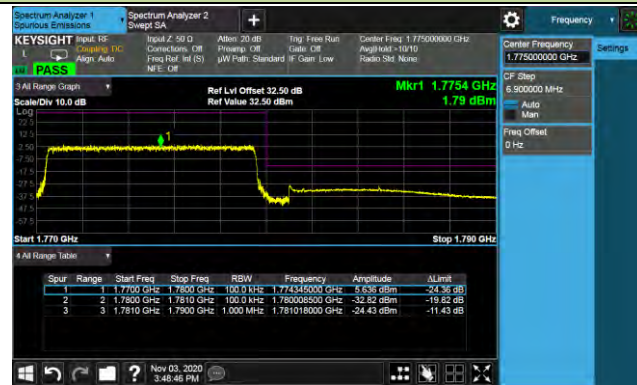 Spectrum Analyzer 1
Spurious Emissions
Spectrum Analyzer 2
Swept SA
+
Frequency
KEYSIGHT
Input: RF
Coupling: DC
Align: Auto
Input Z: 50 Ω
Corrections: Off
Freq Ref: Int (S)
NFE: Off
Atten: 20 dB
Preamp: Off
µW Path: Standard
Trig: Free Run
Gate: Off
IF Gain: Low
Center Freq: 1.775000000 GHz
Avg|Hold:>10/10
Radio Std: None
L
PASS
Center Frequency
1.775000000 GHz
Settings
CF Step
6.900000 MHz
Auto
Man
Freq Offset
0 Hz
3 All Range Graph
Scale/Div 10.0 dB
Ref Lvl Offset 32.50 dB
Ref Value 32.50 dBm
Mkr1 1.7754 GHz
1.79 dBm
Log
22.5
12.5
2.50
-7.50
-17.5
-27.5
-37.5
-47.5
-57.5
1
Start 1.770 GHz
Stop 1.790 GHz
4 All Range Table
Spur Range Start Freq Stop Freq RBW Frequency Amplitude ΔLimit
1 1 1.7700 GHz 1.7800 GHz 100.0 kHz 1.774345000 GHz 5.636 dBm -24.36 dB
2 2 1.7800 GHz 1.7810 GHz 100.0 kHz 1.780008500 GHz -32.82 dBm -19.82 dB
3 3 1.7810 GHz 1.7900 GHz 1.000 MHz 1.781018000 GHz -24.43 dBm -11.43 dB
?
Nov 03, 2020
3:48:46 PM